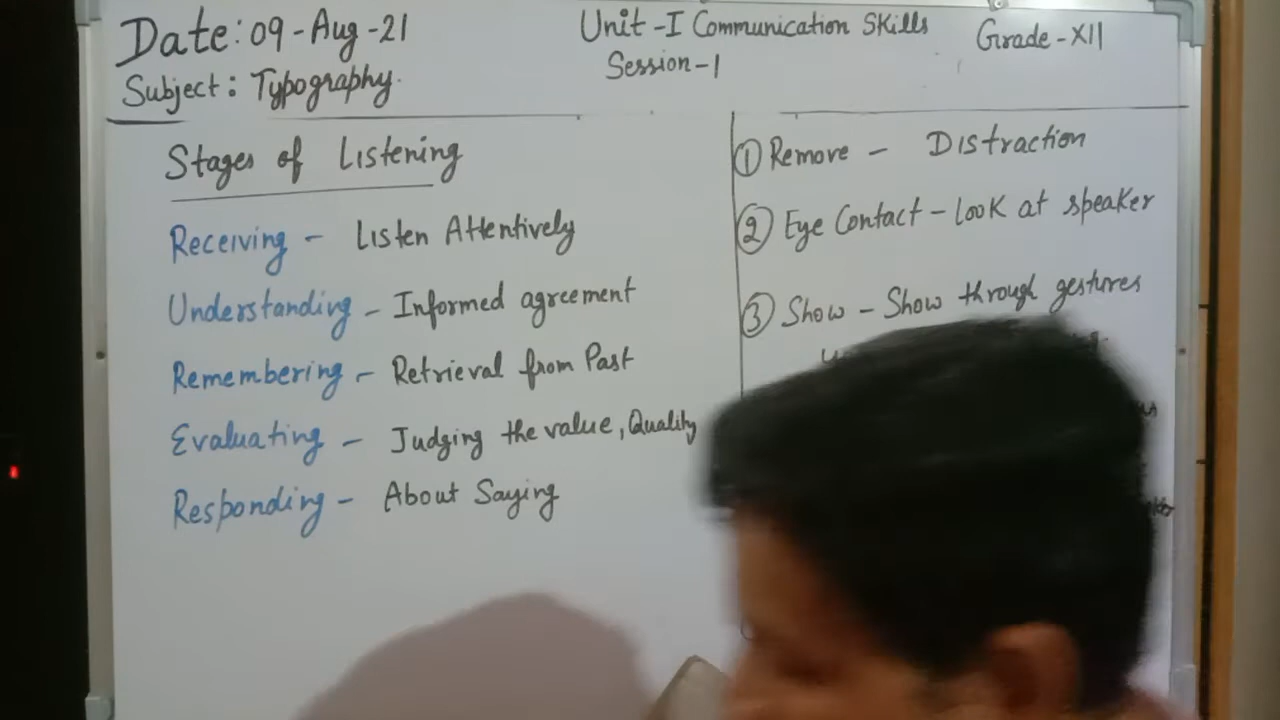 Date: 09-Aug-21
Subject: Typography.
Unit-I Communication Skills
Session-1
Grade-XII
Stages of Listening
Receiving - Listen Attentively
Understanding - Informed agreement
Remembering - Retrieval from Past
Evaluating - Judging the value, Quality
Responding - About Saying
① Remove - Distraction
② Eye Contact - Look at speaker
③ Show - Show through gestures